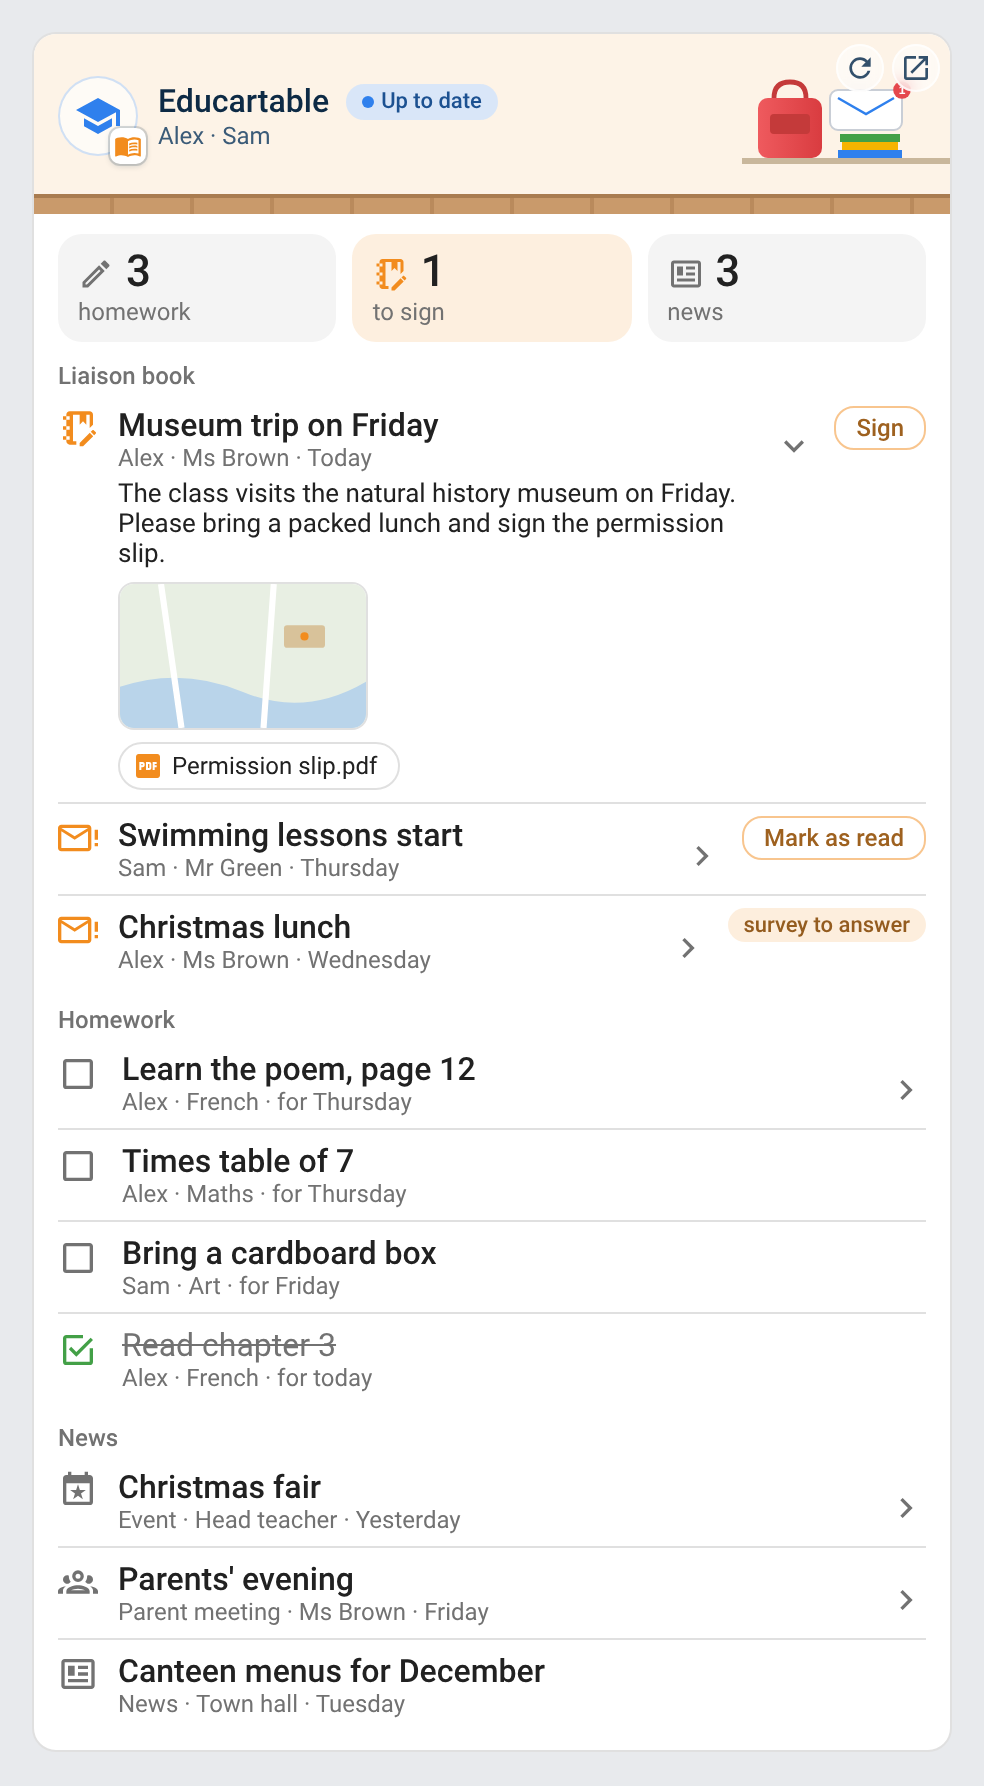 Educartable
Up to date
Alex · Sam
1
3
homework
1
to sign
3
news
Liaison book
Museum trip on Friday
Sign
Alex · Ms Brown · Today
The class visits the natural history museum on Friday.
Please bring a packed lunch and sign the permission
slip.
PDF
Permission slip.pdf
Swimming lessons start
Mark as read
Sam · Mr Green · Thursday
Christmas lunch
survey to answer
Alex · Ms Brown · Wednesday
Homework
Learn the poem, page 12
Alex · French · for Thursday
Times table of 7
Alex · Maths · for Thursday
Bring a cardboard box
Sam · Art · for Friday
Read chapter 3
Alex · French · for today
News
Christmas fair
Event · Head teacher · Yesterday
Parents' evening
Parent meeting · Ms Brown · Friday
Canteen menus for December
News · Town hall · Tuesday